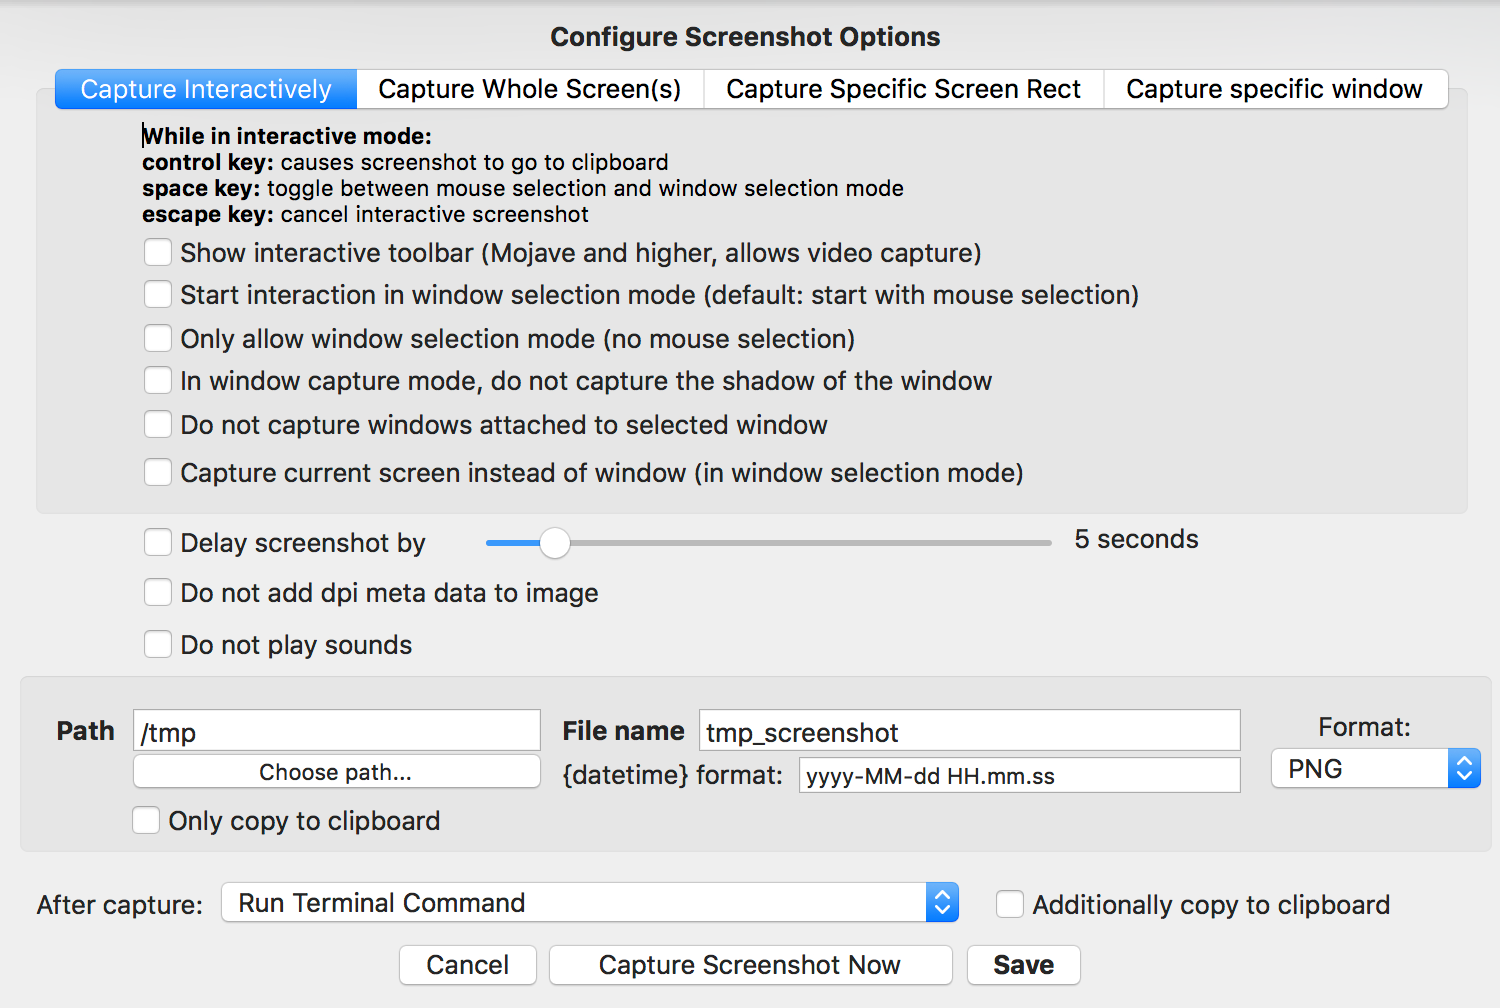 Configure Screenshot Options
Capture Interactively
Capture Whole Screen(s)
Capture Specific Screen Rect
Capture specific window
While in interactive mode:
control key: causes screenshot to go to clipboard
space key: toggle between mouse selection and window selection mode
escape key: cancel interactive screenshot
Show interactive toolbar (Mojave and higher, allows video capture)
Start interaction in window selection mode (default: start with mouse selection)
Only allow window selection mode (no mouse selection)
In window capture mode, do not capture the shadow of the window
Do not capture windows attached to selected window
Capture current screen instead of window (in window selection mode)
Delay screenshot by
5 seconds
Do not add dpi meta data to image
Do not play sounds
Path
/tmp
File name
tmp_screenshot
Format:
Choose path...
{datetime} format:
yyyy-MM-dd HH.mm.ss
PNG
Only copy to clipboard
After capture:
Run Terminal Command
Additionally copy to clipboard
Cancel
Capture Screenshot Now
Save